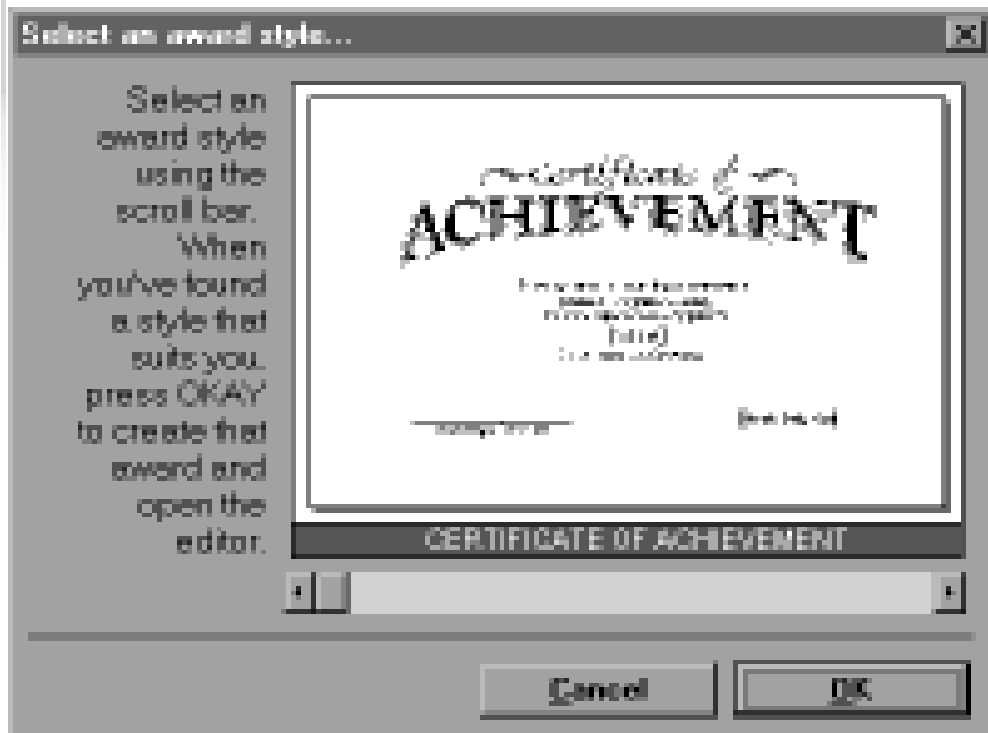 Select an award style...
Select an
award style
using the
scroll bar.
When
you've found
a style that
suits you,
press OKAY
to create that
award and
open the
editor.
Certificate of
ACHIEVEMENT
CERTIFICATE OF ACHIEVEMENT
Cancel
OK